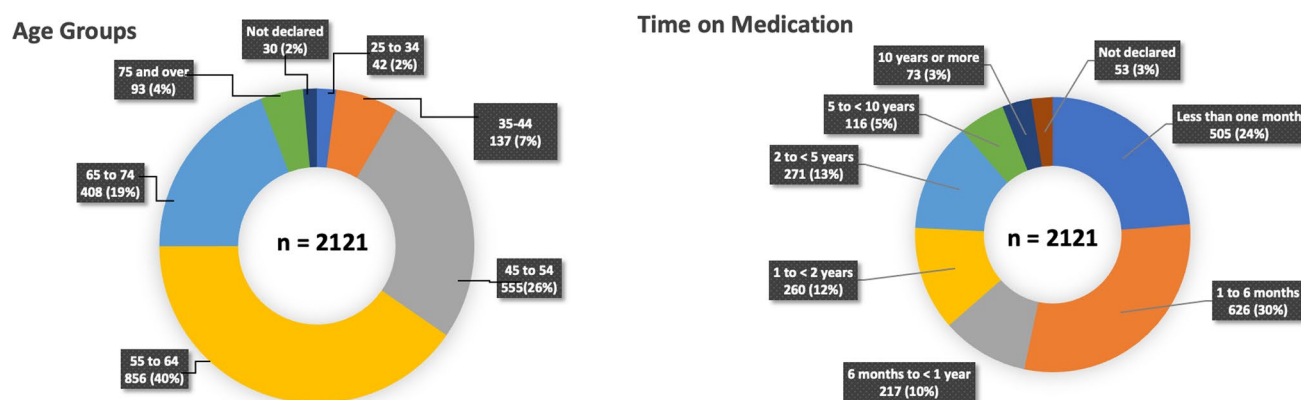 Age Groups
Not declared
30 (2%)
25 to 34
42 (2%)
75 and over
93 (4%)
35-44
137 (7%)
65 to 74
408 (19%)
n = 2121
45 to 54
555(26%)
55 to 64
856 (40%)
Time on Medication
10 years or more
73 (3%)
Not declared
53 (3%)
5 to < 10 years
116 (5%)
Less than one month
505 (24%)
2 to < 5 years
271 (13%)
n = 2121
1 to < 2 years
260 (12%)
1 to 6 months
626 (30%)
6 months to < 1 year
217 (10%)